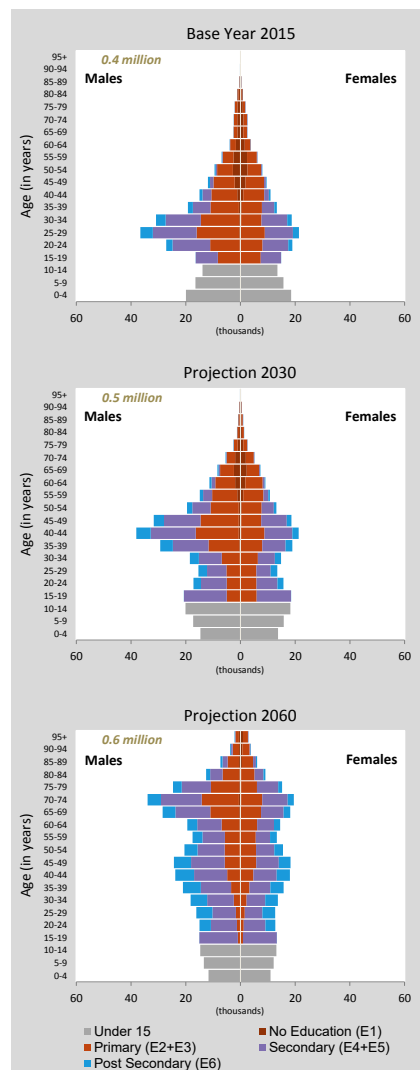 Base Year 2015
0.4 million
Males
Females
Age (in years)
95+
90-94
85-89
80-84
75-79
70-74
65-69
60-64
55-59
50-54
45-49
40-44
35-39
30-34
25-29
20-24
15-19
10-14
5-9
0-4
60 40 20 0 20 40 60
(thousands)
Projection 2030
0.5 million
Males
Females
Age (in years)
95+
90-94
85-89
80-84
75-79
70-74
65-69
60-64
55-59
50-54
45-49
40-44
35-39
30-34
25-29
20-24
15-19
10-14
5-9
0-4
60 40 20 0 20 40 60
(thousands)
Projection 2060
0.6 million
Males
Females
Age (in years)
95+
90-94
85-89
80-84
75-79
70-74
65-69
60-64
55-59
50-54
45-49
40-44
35-39
30-34
25-29
20-24
15-19
10-14
5-9
0-4
60 40 20 0 20 40 60
(thousands)
Under 15 No Education (E1)
Primary (E2+E3) Secondary (E4+E5)
Post Secondary (E6)